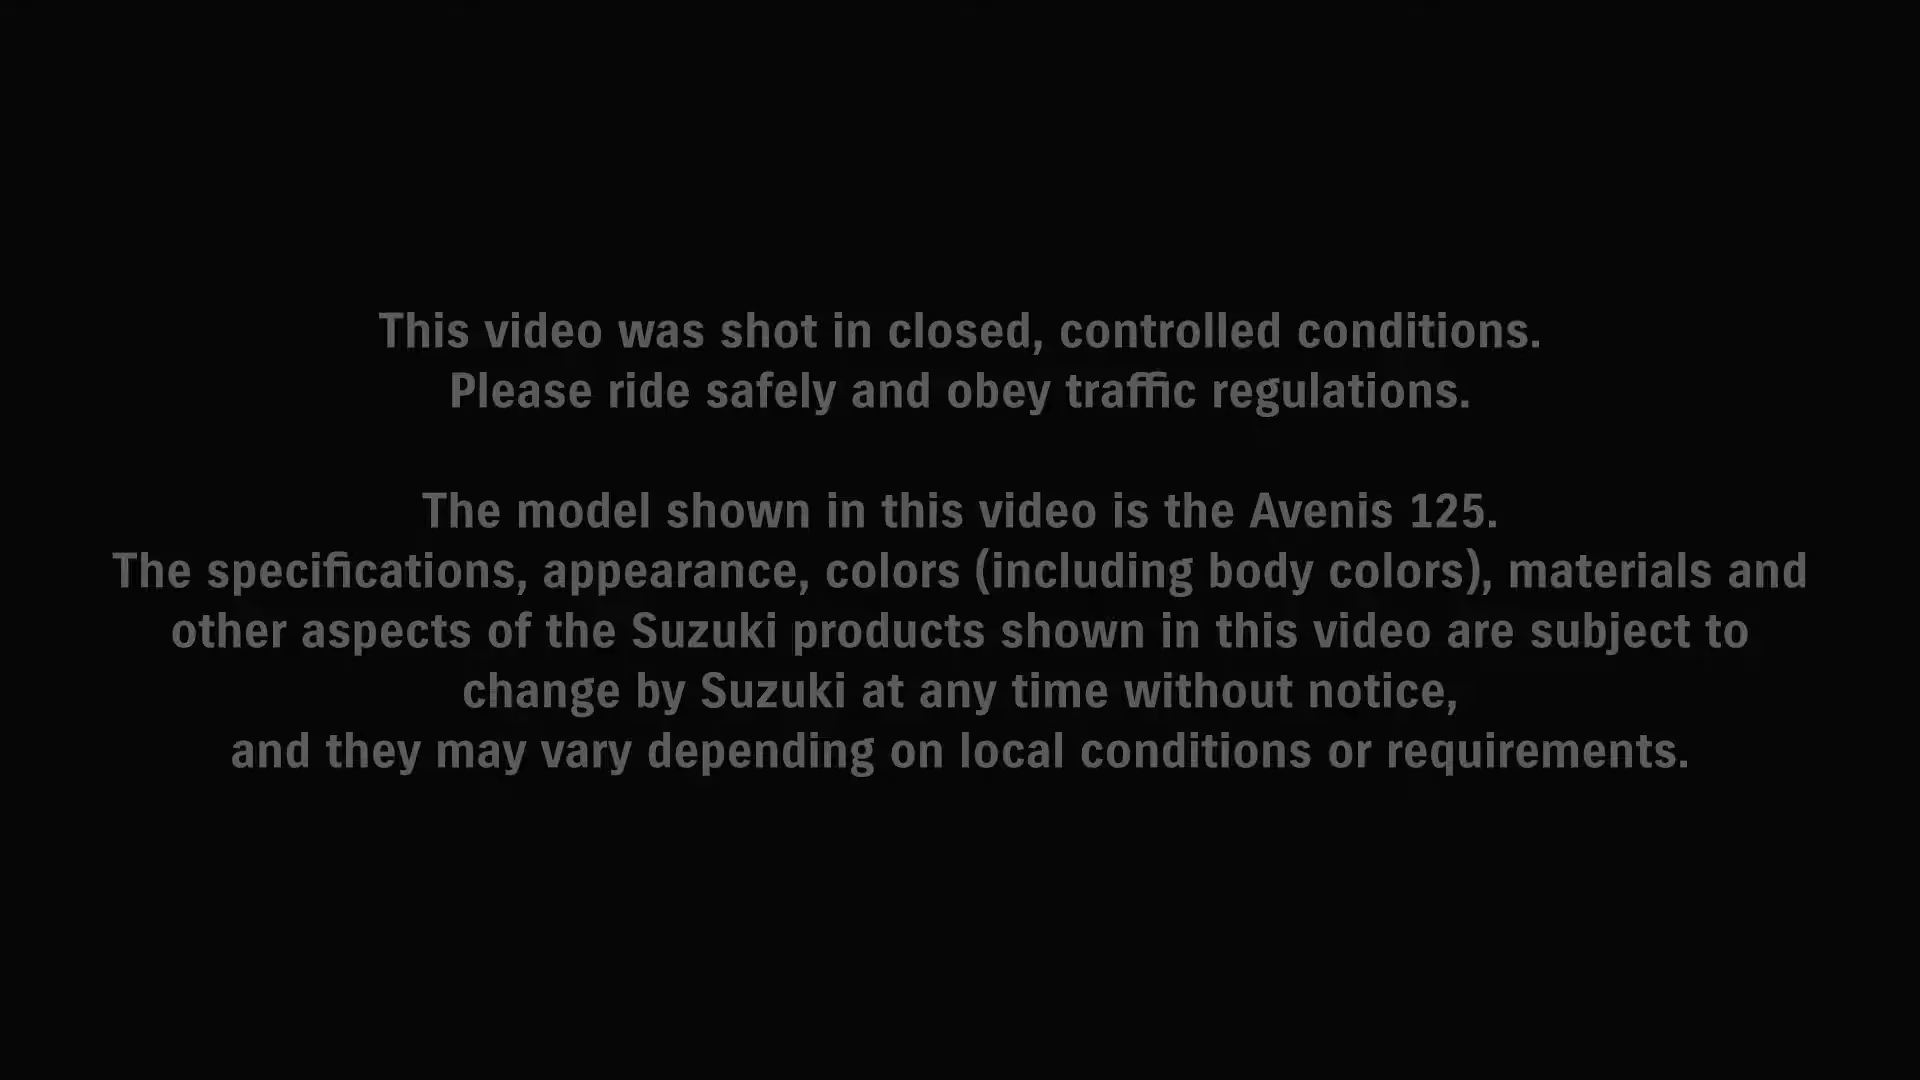 This video was shot in closed, controlled conditions.
Please ride safely and obey traffic regulations.
The model shown in this video is the Avenis 125.
The specifications, appearance, colors (including body colors), materials and
other aspects of the Suzuki products shown in this video are subject to
change by Suzuki at any time without notice,
and they may vary depending on local conditions or requirements.